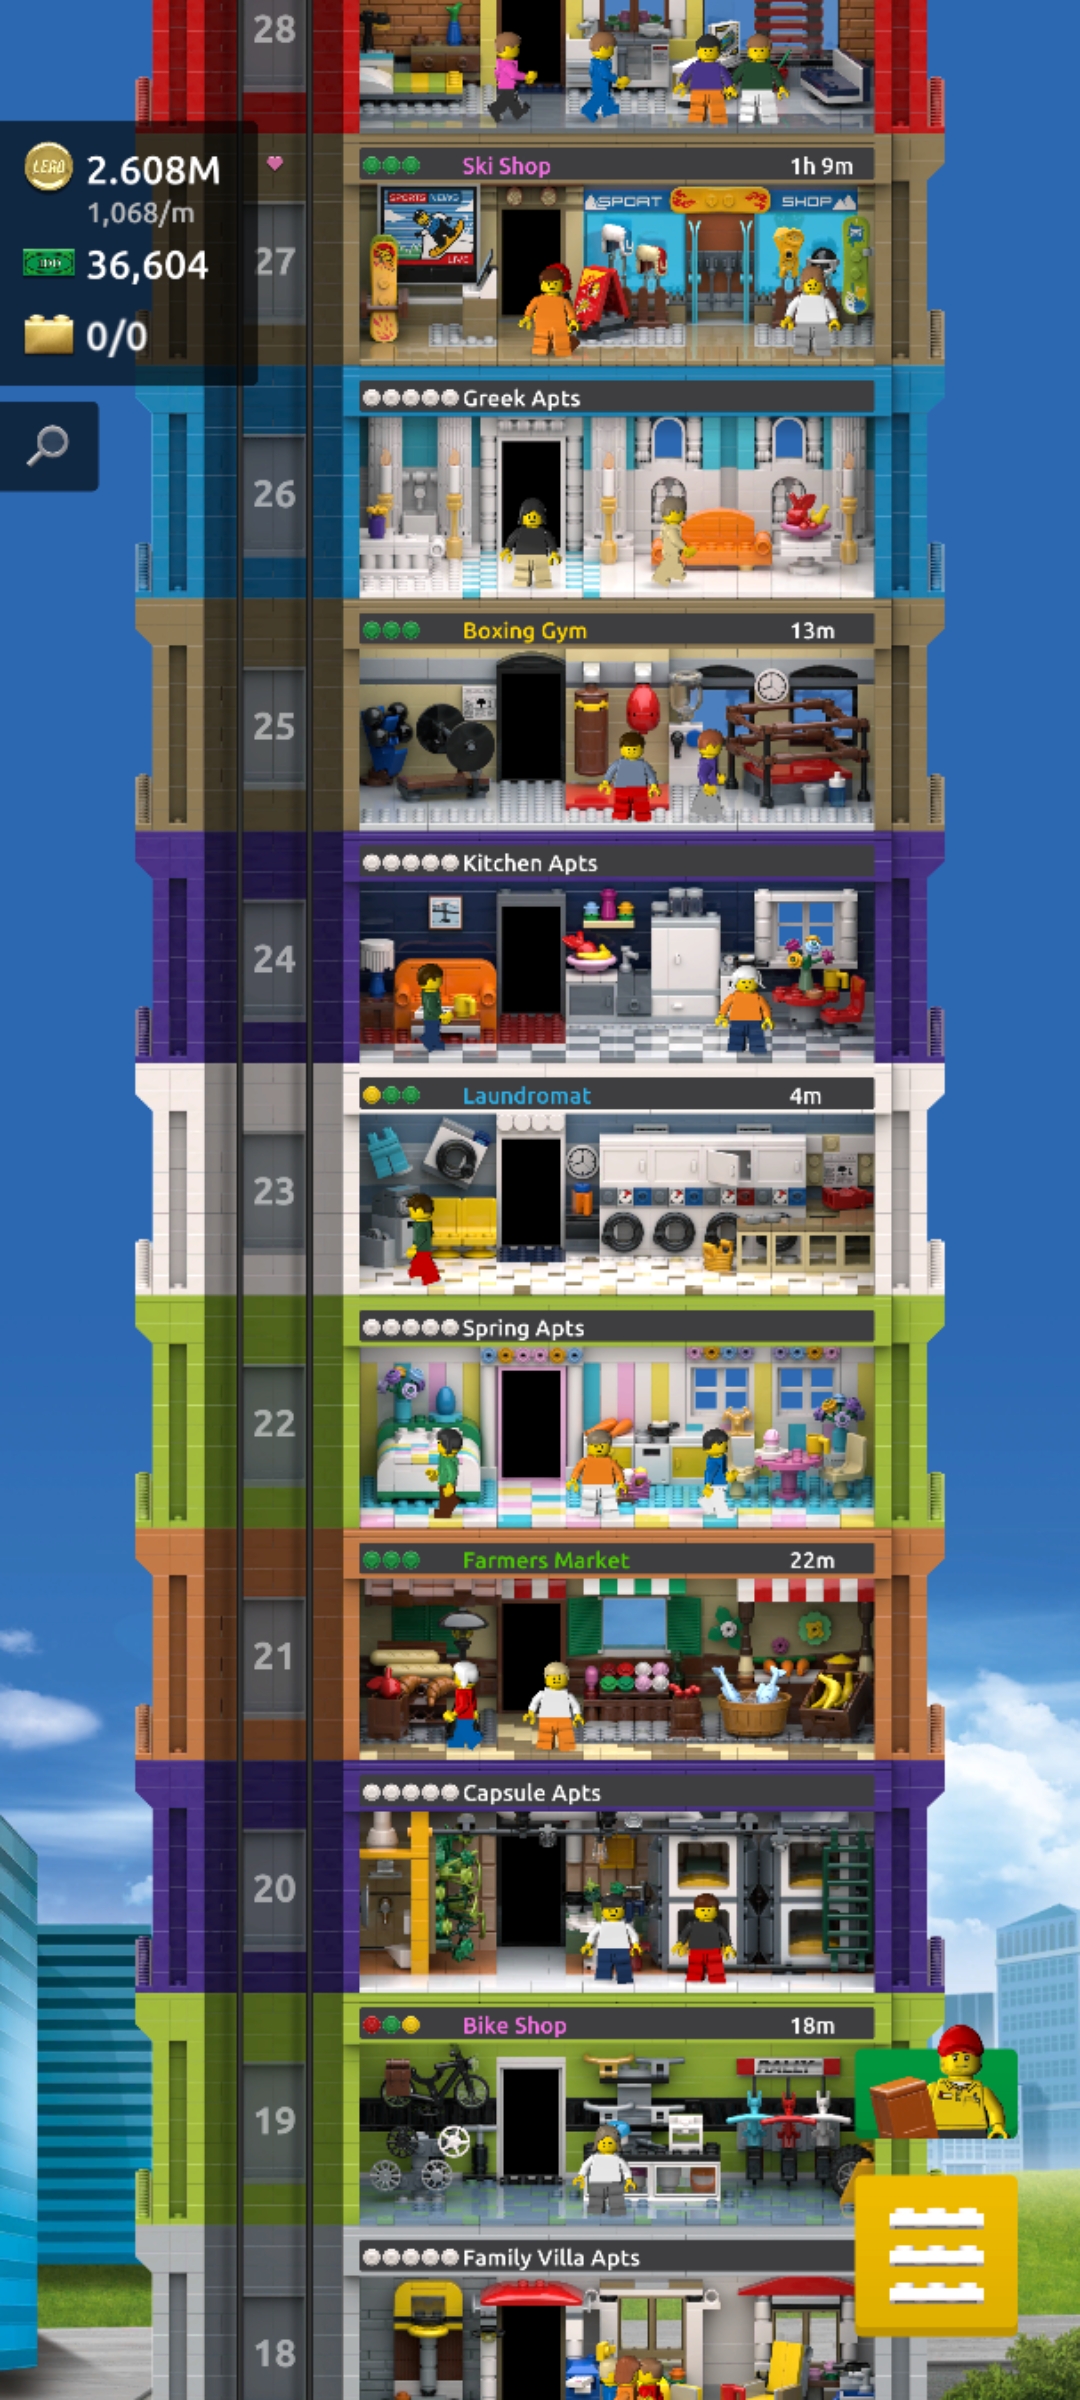 28
LEGO
2.608M
1,068/m
36,604
0/0
Ski Shop 1h 9m
SPORTS NEWS
LIVE
SPORT SHOP
27
Greek Apts
26
Boxing Gym 13m
25
Kitchen Apts
24
Laundromat 4m
23
Spring Apts
22
Farmers Market 22m
21
Capsule Apts
20
Bike Shop 18m
RALLY
19
Family Villa Apts
18